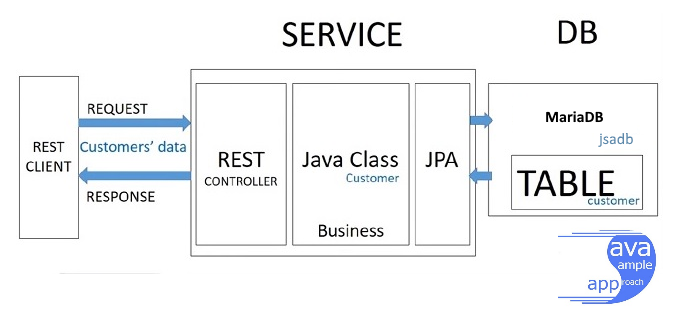 SERVICE
DB
REQUEST
REST
CLIENT
Customers' data
RESPONSE
REST
CONTROLLER
Java Class
Customer
Business
JPA
MariaDB
jsadb
TABLE
customer
ava
ample
approach